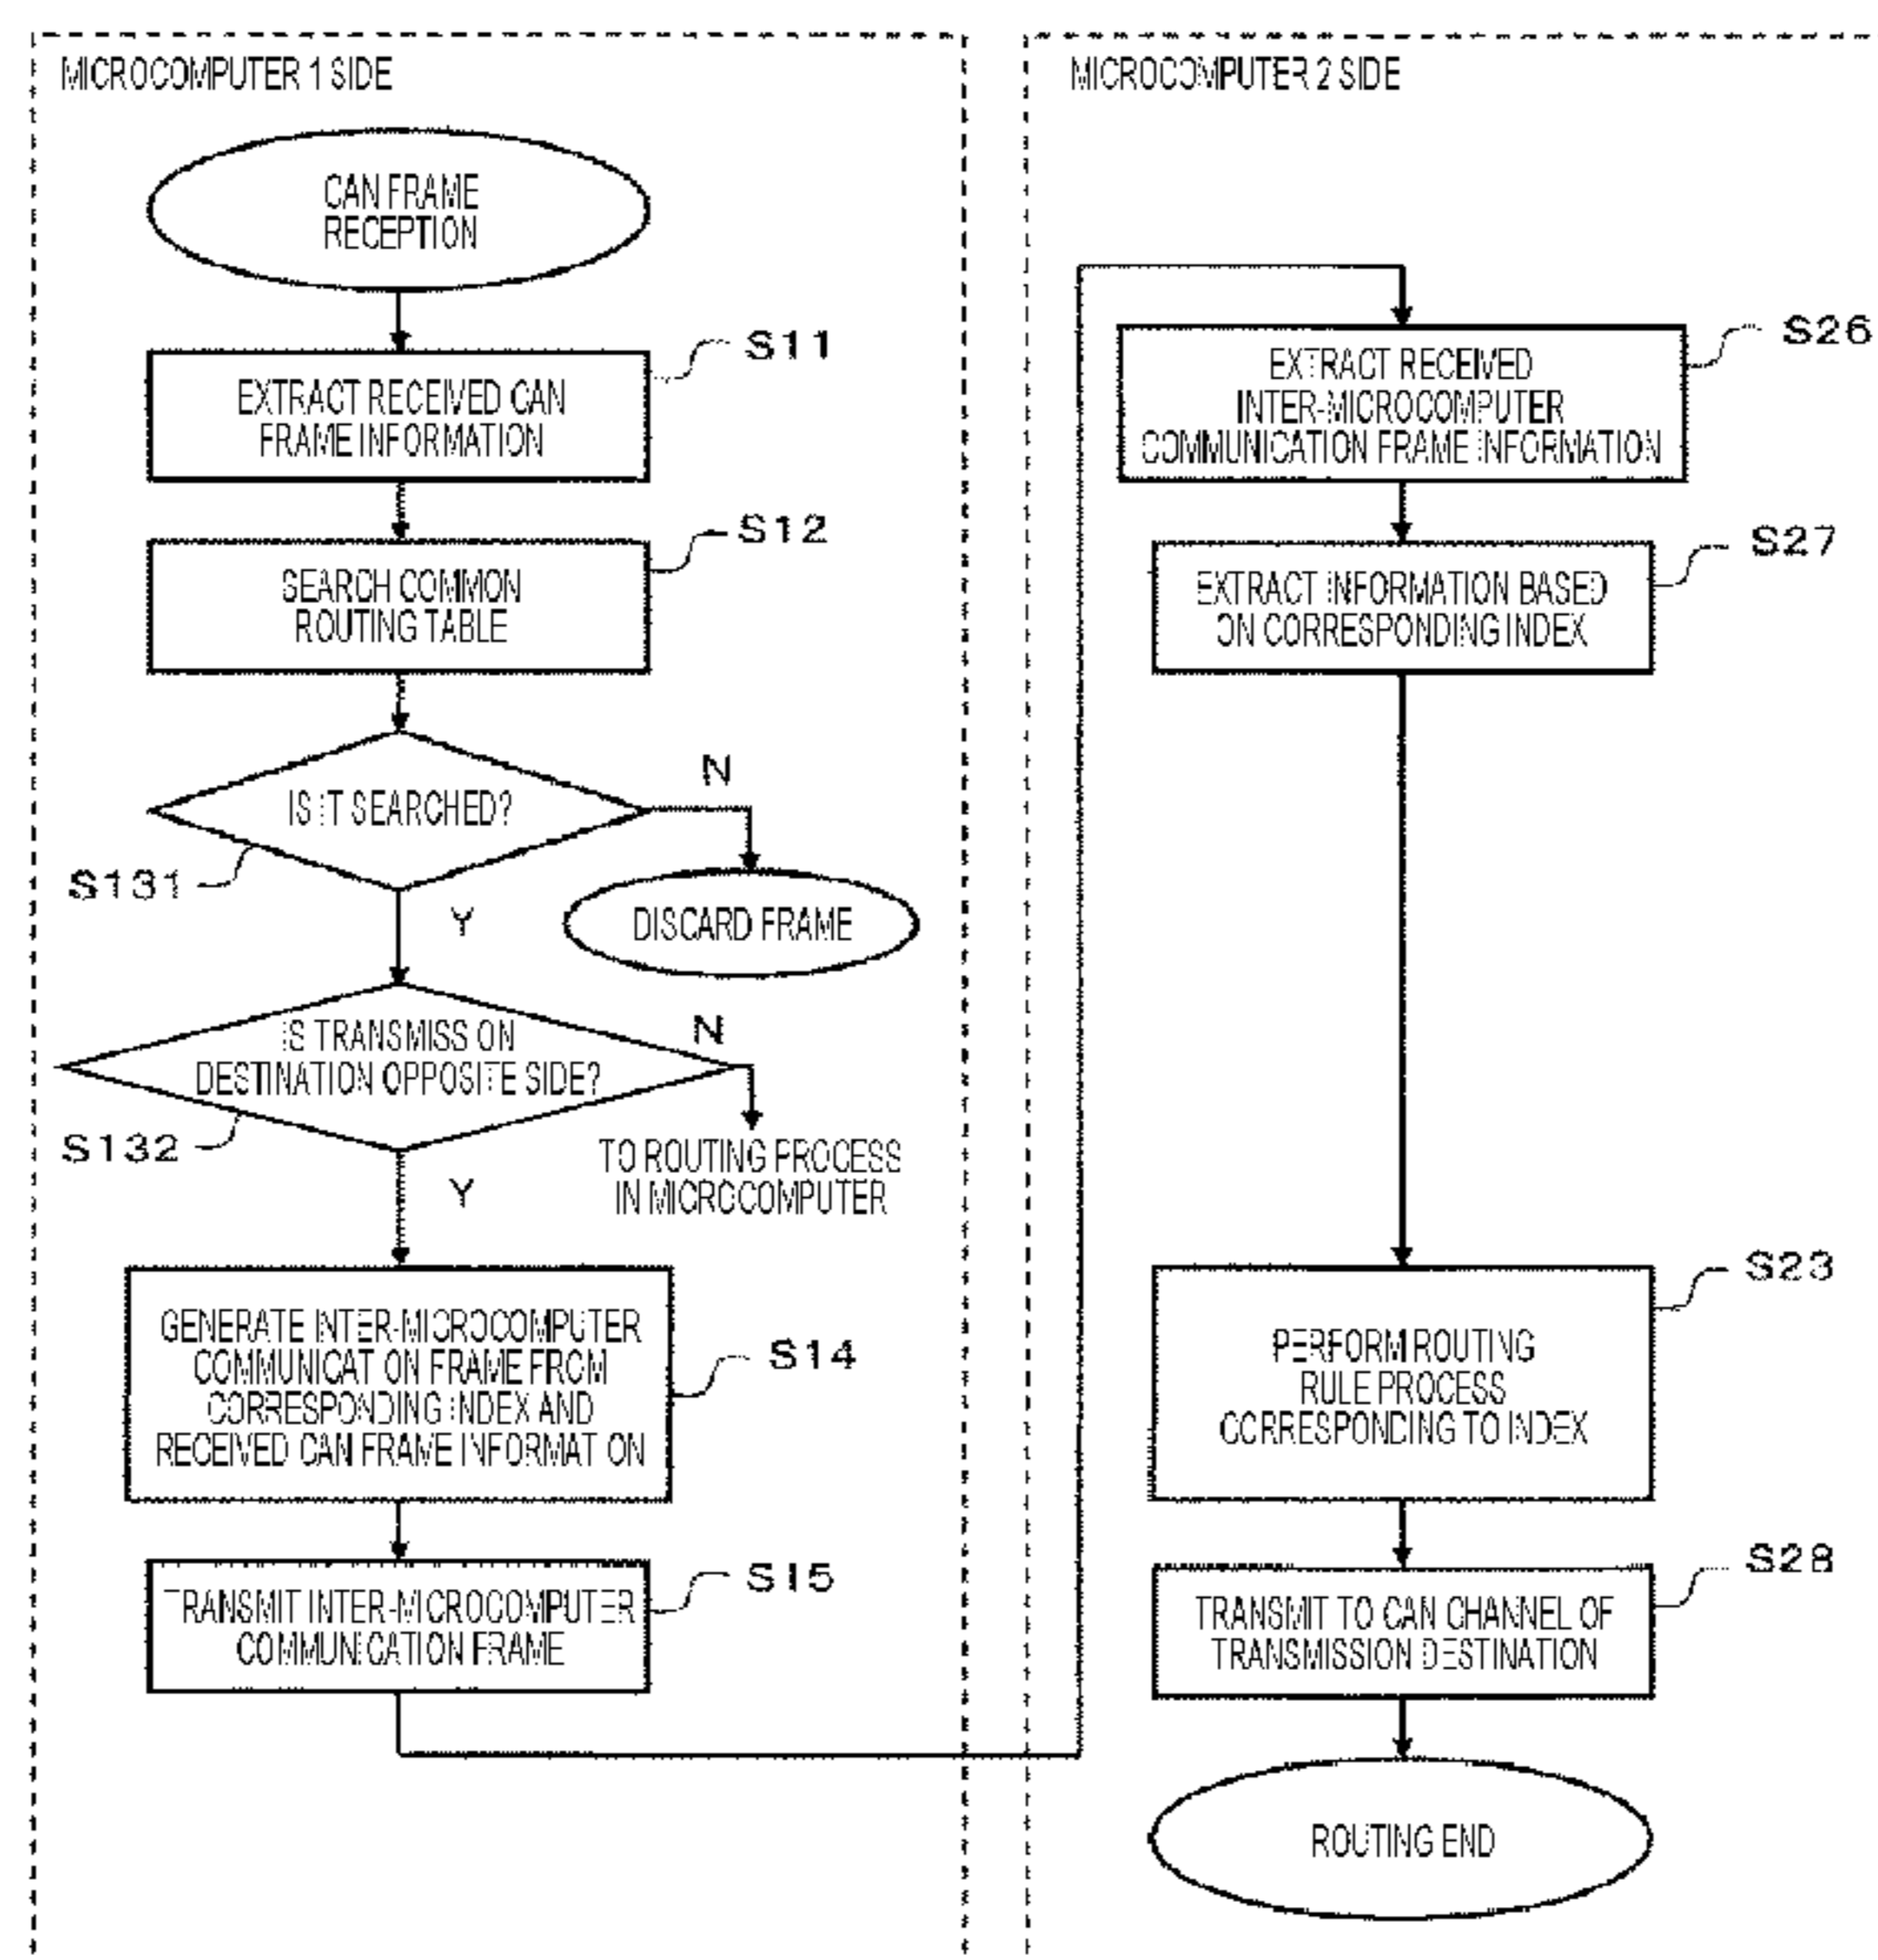 MICROCOMPUTER 1 SIDE
CAN FRAME
RECEPTION
S11
EXTRACT RECEIVED CAN
FRAME INFORMATION
S12
SEARCH COMMON
ROUTING TABLE
N
IS IT SEARCHED?
S131
Y
DISCARD FRAME
N
IS TRANSMISSION
DESTINATION OPPOSITE SIDE?
S132
TO ROUTING PROCESS
IN MICROCOMPUTER
Y
GENERATE INTER-MICROCOMPUTER
COMMUNICATION FRAME FROM
CORRESPONDING INDEX AND
RECEIVED CAN FRAME INFORMATION
S14
TRANSMIT INTER-MICROCOMPUTER
COMMUNICATION FRAME
S15
MICROCOMPUTER 2 SIDE
S26
EXTRACT RECEIVED
INTER-MICROCOMPUTER
COMMUNICATION FRAME INFORMATION
S27
EXTRACT INFORMATION BASED
ON CORRESPONDING INDEX
S23
PERFORM ROUTING
RULE PROCESS
CORRESPONDING TO INDEX
S28
TRANSMIT TO CAN CHANNEL OF
TRANSMISSION DESTINATION
ROUTING END